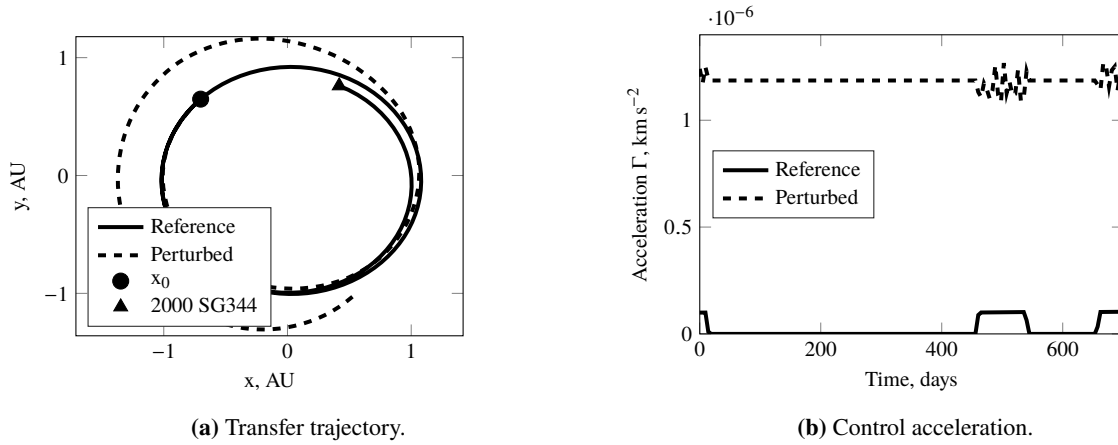 1
0
−1
y, AU
−1
0
1
x, AU
Reference
Perturbed
x₀
2000 SG344
(a) Transfer trajectory.
·10−6
1
0.5
0
Acceleration Γ, km s−2
0
200
400
600
Time, days
Reference
Perturbed
(b) Control acceleration.